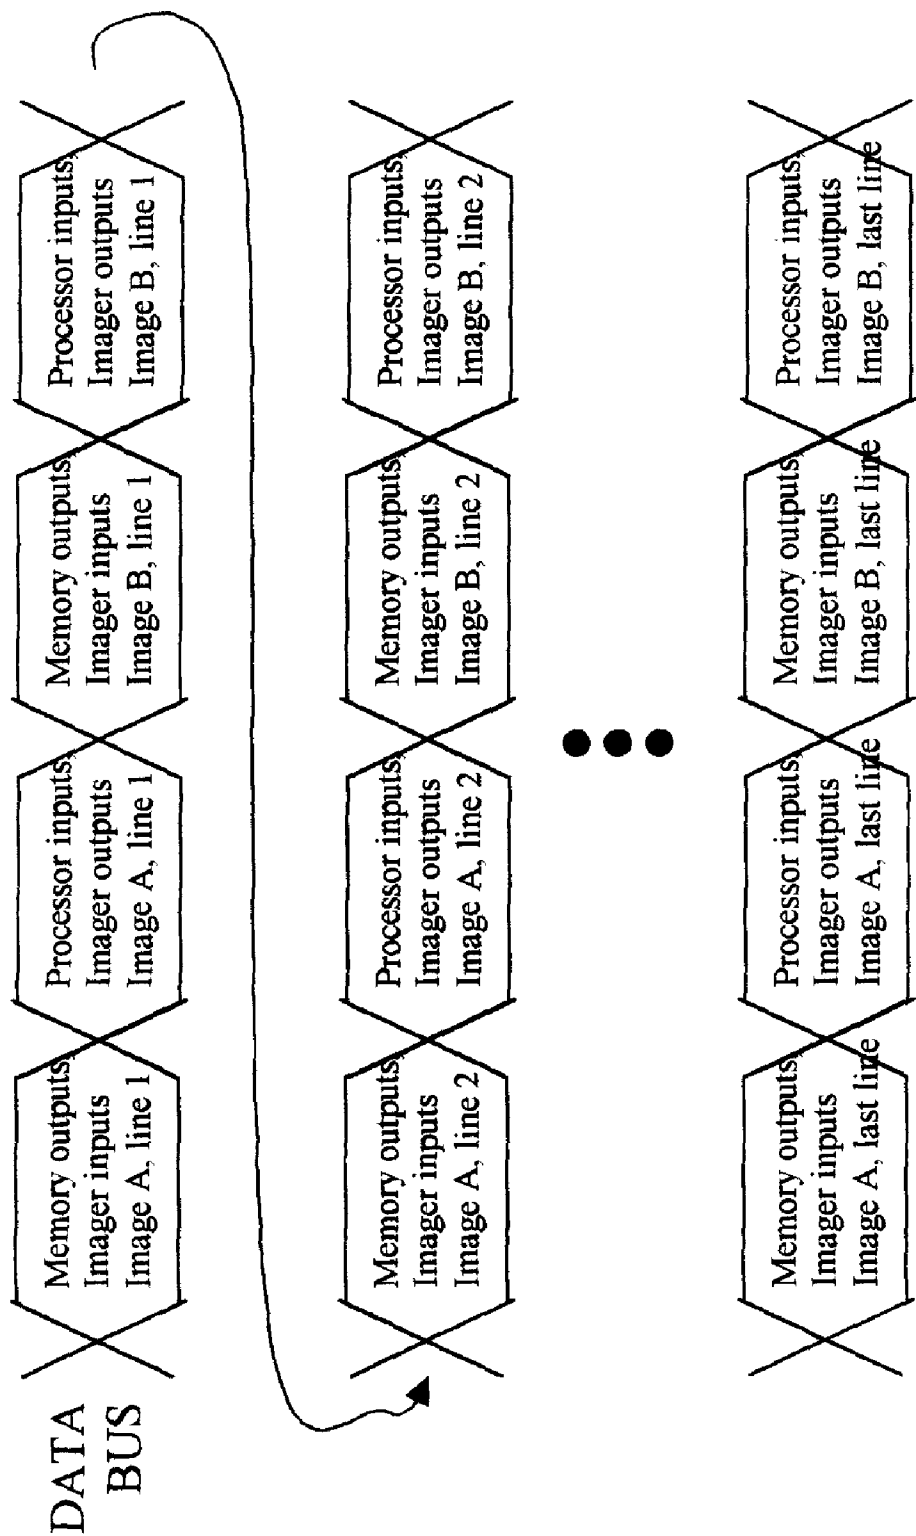 DATA
BUS
Memory outputs,
Imager inputs
Image A, line 1
Processor inputs,
Imager outputs
Image A, line 1
Memory outputs,
Imager inputs
Image B, line 1
Processor inputs,
Imager outputs
Image B, line 1
Memory outputs,
Imager inputs
Image A, line 2
Processor inputs,
Imager outputs
Image A, line 2
Memory outputs,
Imager inputs
Image B, line 2
Processor inputs,
Imager outputs
Image B, line 2
Memory outputs,
Imager inputs
Image A, last line
Processor inputs,
Imager outputs
Image A, last line
Memory outputs,
Imager inputs
Image B, last line
Processor inputs,
Imager outputs
Image B, last line